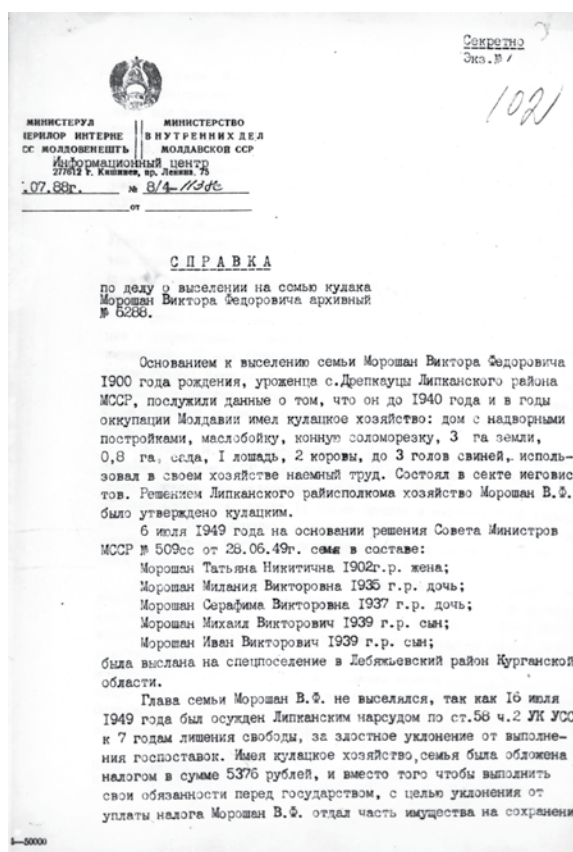 Секретно
Экз.№ 1
102
МИНИСТЕРУЛ
ЧЕРИЛОР ИНТЕРНЕ
СС МОЛДОВЕНЕШТЬ
МИНИСТЕРСТВО
ВНУТРЕННИХ ДЕЛ
МОЛДАВСКОЙ ССР
Информационный центр
277612 г. Кишинев, пр. Ленина, 75
.07.88г. № 8/4-
от
СПРАВКА
по делу о выселении на семью кулака
Морошан Виктора Федоровича архивный
№ 6288.
Основанием к выселению семьи Морошан Виктора Федоровича
1900 года рождения, уроженца с.Дрепкауцы Липканского района
МССР, послужили данные о том, что он до 1940 года и в годы
оккупации Молдавии имел кулацкое хозяйство: дом с надворными
постройками, маслобойку, конную соломорезку, 3 га земли,
0,8 га, сада, 1 лошадь, 2 коровы, до 3 голов свиней, исполь-
зовал в своем хозяйстве наемный труд. Состоял в секте иеговис
тов. Решением Липканского райисполкома хозяйство Морошан В.Ф.
было утверждено кулацким.
6 июля 1949 года на основании решения Совета Министров
МССР № 509сс от 28.06.49г. семя в составе:
Морошан Татьяна Никитична 1902г.р. жена;
Морошан Милания Викторовна 1935 г.р. дочь;
Морошан Серафима Викторовна 1937 г.р. дочь;
Морошан Михаил Викторович 1939 г.р. сын;
Морошан Иван Викторович 1939 г.р. сын;
была выслана на спецпоселение в Лебяжьевский район Курганской
области.
Глава семьи Морошан В.Ф. не выселялся, так как 16 июля
1949 года был осужден Липканским нарсудом по ст.58 ч.2 УК УСС
к 7 годам лишения свободы, за злостное уклонение от выполне-
ния госпоставок. Имея кулацкое хозяйство,семья была обложена
налогом в сумме 5376 рублей, и вместо того чтобы выполнить
свои обязанности перед государством, с целью уклонения от
уплаты налога Морошан В.Ф. отдал часть имущества на сохранени
—50000